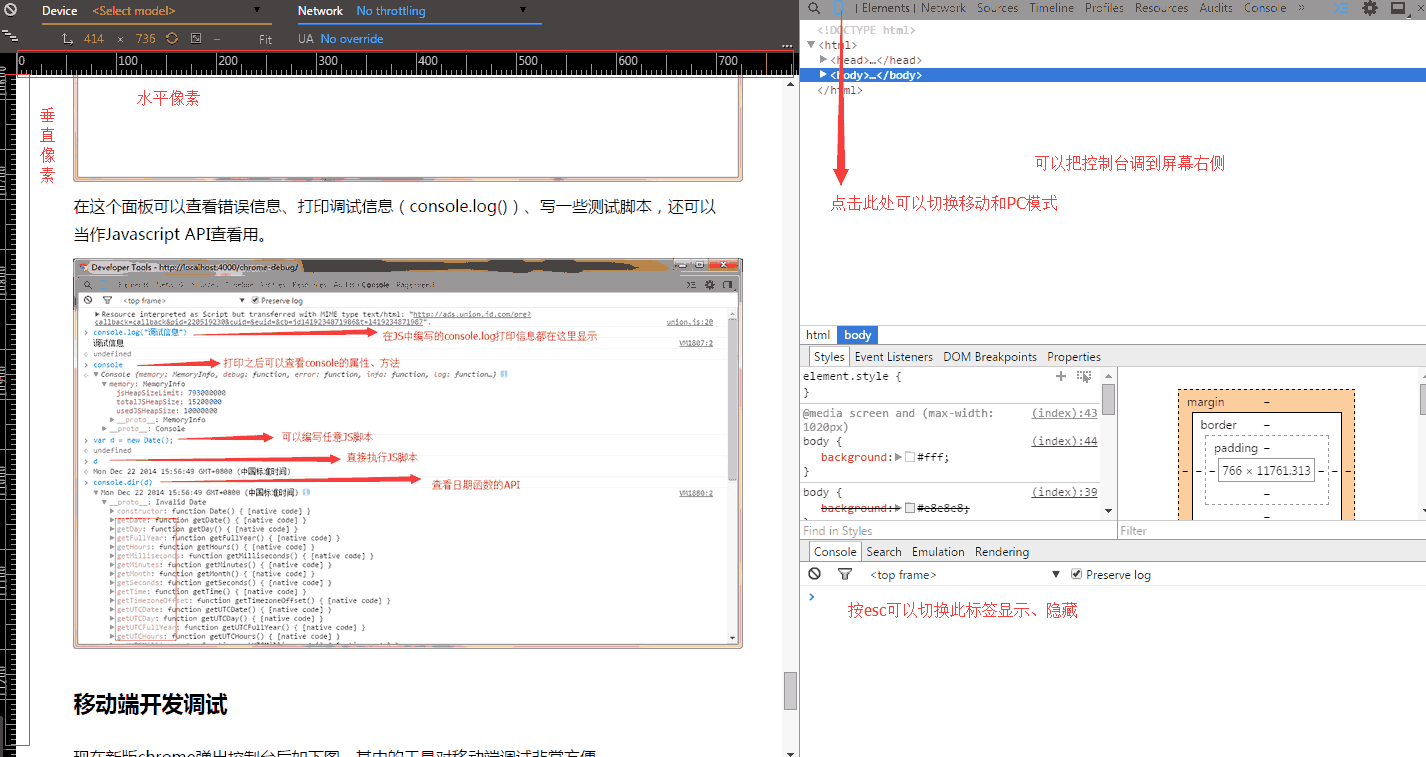 Device <Select model> ▼ Network No throttling ▼
414 × 736 Fit UA No override
0 100 200 300 400 500 600 700
水平像素
垂
直
像
素
在这个面板可以查看错误信息、打印调试信息（console.log()）、写一些测试脚本，还可以
当作Javascript API查看用。
Developer Tools - http://localhost:4000/chrome-debug/
<top frame> ▼ Preserve log
Resource interpreted as Script but transferred with MIME type text/html: "http://ads.union.jd.com/pre?
union.js:20
console.log("调试信息")
在JS中编写的console.log打印信息都在这里显示
调试信息
VM1807:2
undefined
console
打印之后可以查看console的属性、方法
Console {memory: MemoryInfo, debug: function, error: function, info: function, log: function…}
memory: MemoryInfo
jsHeapSizeLimit: 793000000
totalJSHeapSize: 15200000
usedJSHeapSize: 10000000
__proto__: MemoryInfo
__proto__: Console
var d = new Date();
可以编写任意JS脚本
undefined
d
直接执行JS脚本
Mon Dec 22 2014 15:56:49 GMT+0800 (中国标准时间)
console.dir(d)
查看日期函数的API
Mon Dec 22 2014 15:56:49 GMT+0800 (中国标准时间)
VM1800:2
__proto__: Invalid Date
constructor: function Date() { [native code] }
getDate: function getDate() { [native code] }
getDay: function getDay() { [native code] }
getFullYear: function getFullYear() { [native code] }
getHours: function getHours() { [native code] }
getMilliseconds: function getMilliseconds() { [native code] }
getMinutes: function getMinutes() { [native code] }
getMonth: function getMonth() { [native code] }
getSeconds: function getSeconds() { [native code] }
getTime: function getTime() { [native code] }
getTimezoneOffset: function getTimezoneOffset() { [native code] }
getUTCDate: function getUTCDate() { [native code] }
getUTCDay: function getUTCDay() { [native code] }
getUTCFullYear: function getUTCFullYear() { [native code] }
getUTCHours: function getUTCHours() { [native code] }
移动端开发调试
现在新版chrome弹出控制台后如下图，其中的工具对移动端调试非常方便
Elements Network Sources Timeline Profiles Resources Audits Console »
<!DOCTYPE html>
<html>
<head>…</head>
<body>…</body>
</html>
可以把控制台调到屏幕右侧
点击此处可以切换移动和PC模式
html body
Styles Event Listeners DOM Breakpoints Properties
element.style {
}
@media screen and (max-width: (index):43
1020px)
body { (index):44
background: #fff;
}
body { (index):39
background: #e8e8e8;
Find in Styles
margin –
border –
padding –
– – – 766 × 11761.313 – – –
–
Filter
Console Search Emulation Rendering
<top frame> ▼ Preserve log
按esc可以切换此标签显示、隐藏